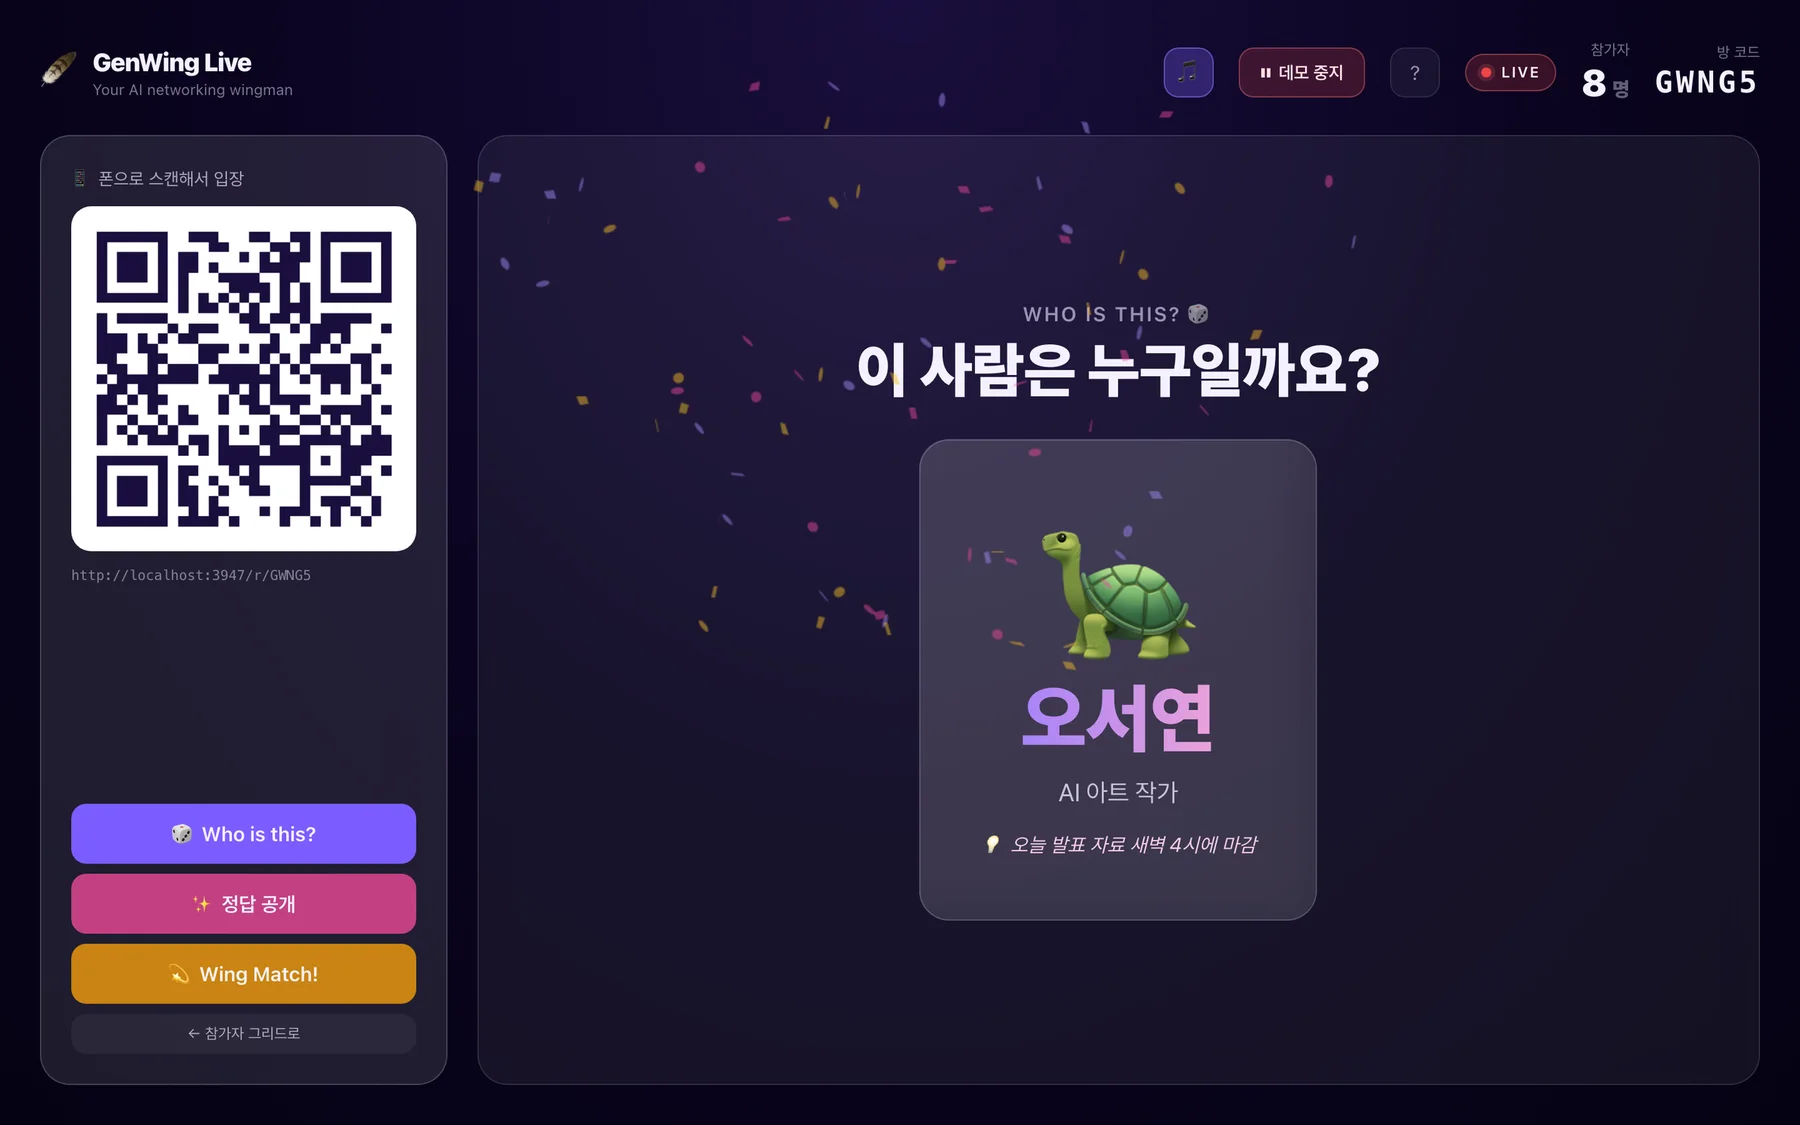 GenWing Live
Your AI networking wingman
데모 중지
?
LIVE
참가자
8 명
방 코드
GWNG5
폰으로 스캔해서 입장
http://localhost:3947/r/GWNG5
Who is this?
정답 공개
Wing Match!
← 참가자 그리드로
WHO IS THIS?
이 사람은 누구일까요?
오서연
AI 아트 작가
오늘 발표 자료 새벽 4시에 마감